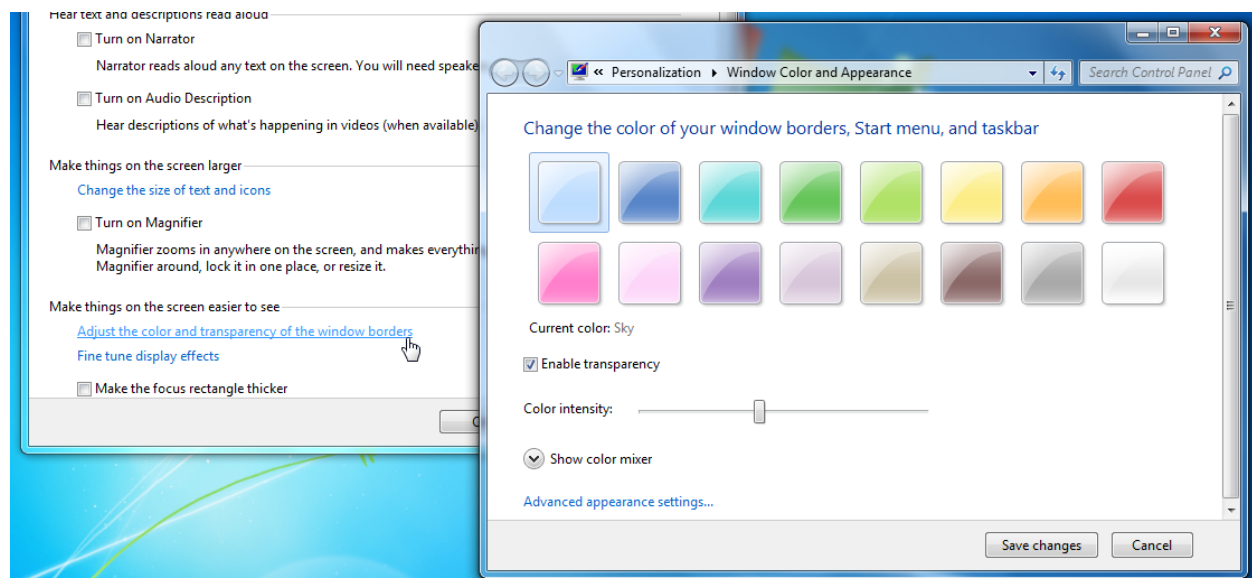 Hear text and descriptions read aloud
Turn on Narrator
Narrator reads aloud any text on the screen. You will need speake
Turn on Audio Description
Hear descriptions of what's happening in videos (when available)
Make things on the screen larger
Change the size of text and icons
Turn on Magnifier
Magnifier zooms in anywhere on the screen, and makes everythin
Magnifier around, lock it in one place, or resize it.
Make things on the screen easier to see
Adjust the color and transparency of the window borders
Fine tune display effects
Make the focus rectangle thicker
« Personalization ▸ Window Color and Appearance
Search Control Panel
Change the color of your window borders, Start menu, and taskbar
Current color: Sky
Enable transparency
Color intensity:
Show color mixer
Advanced appearance settings...
Save changes Cancel